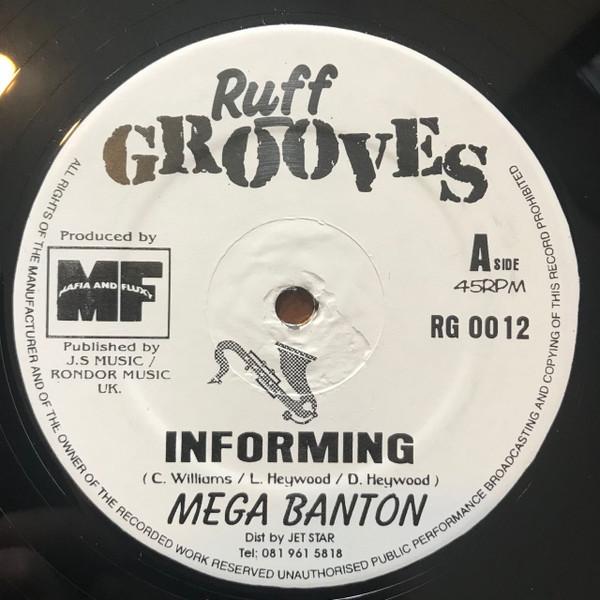 Ruff
GROOVES
Produced by
MF
MAFIA AND FLUXY
Published by
J.S MUSIC /
RONDOR MUSIC
UK.
A SIDE
45RPM
RG 0012
INFORMING
( C. Williams / L. Heywood / D. Heywood )
MEGA BANTON
Dist by JET STAR
Tel: 081 961 5818
ALL RIGHTS OF THE MANUFACTURER AND OF THE OWNER OF THE RECORDED WORK RESERVED UNAUTHORISED PUBLIC PERFORMANCE BROADCASTING AND COPYING OF THIS RECORD PROHIBITED